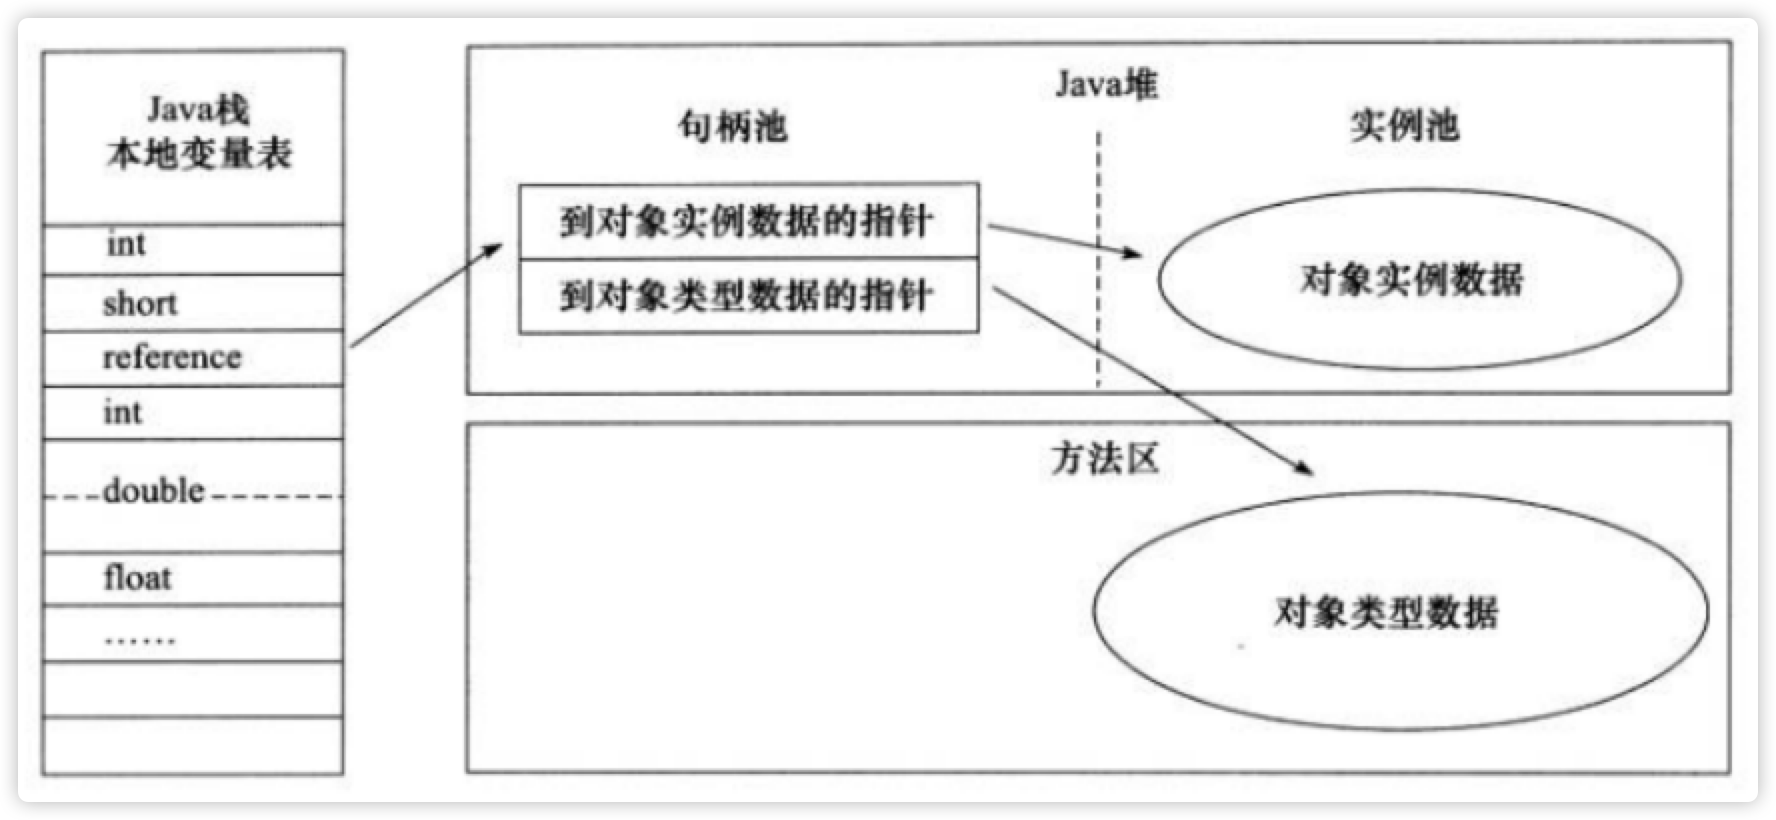 Java栈
本地变量表
int
short
reference
int
double
float
……
Java堆
句柄池
实例池
到对象实例数据的指针
到对象类型数据的指针
对象实例数据
方法区
对象类型数据